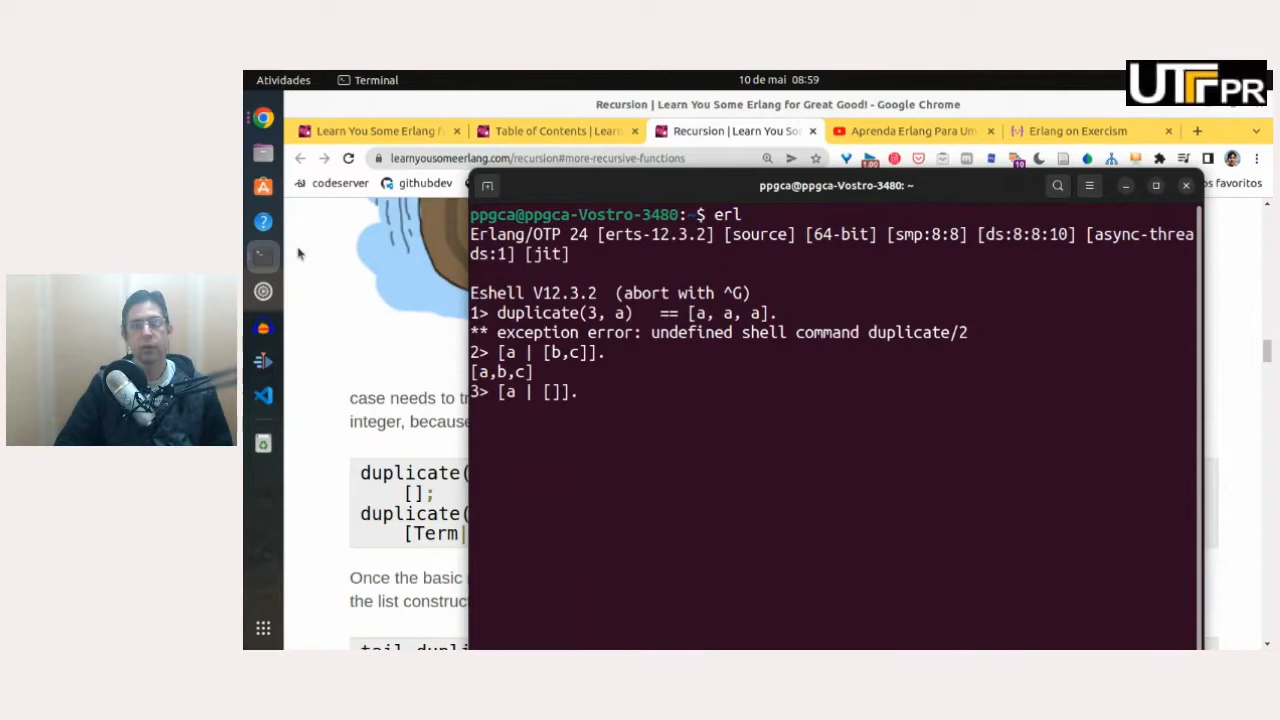 UTFPR
Atividades
Terminal
10 de mai 08:59
Recursion | Learn You Some Erlang for Great Good! - Google Chrome
Learn You Some Erlang f
Table of Contents | Learn
Recursion | Learn You So
Aprenda Erlang Para Um
Erlang on Exercism
learnyousomeerlang.com/recursion#more-recursive-functions
1.00
10
codeserver
githubdev
os favoritos
ppgca@ppgca-Vostro-3480: ~
ppgca@ppgca-Vostro-3480:~$ erl
Erlang/OTP 24 [erts-12.3.2] [source] [64-bit] [smp:8:8] [ds:8:8:10] [async-threa
ds:1] [jit]
Eshell V12.3.2  (abort with ^G)
1> duplicate(3, a)   == [a, a, a].
** exception error: undefined shell command duplicate/2
2> [a | [b,c]].
[a,b,c]
3> [a | []].
case needs to t
integer, because
duplicate(
[];
duplicate(
[Term|
Once the basic
the list construc